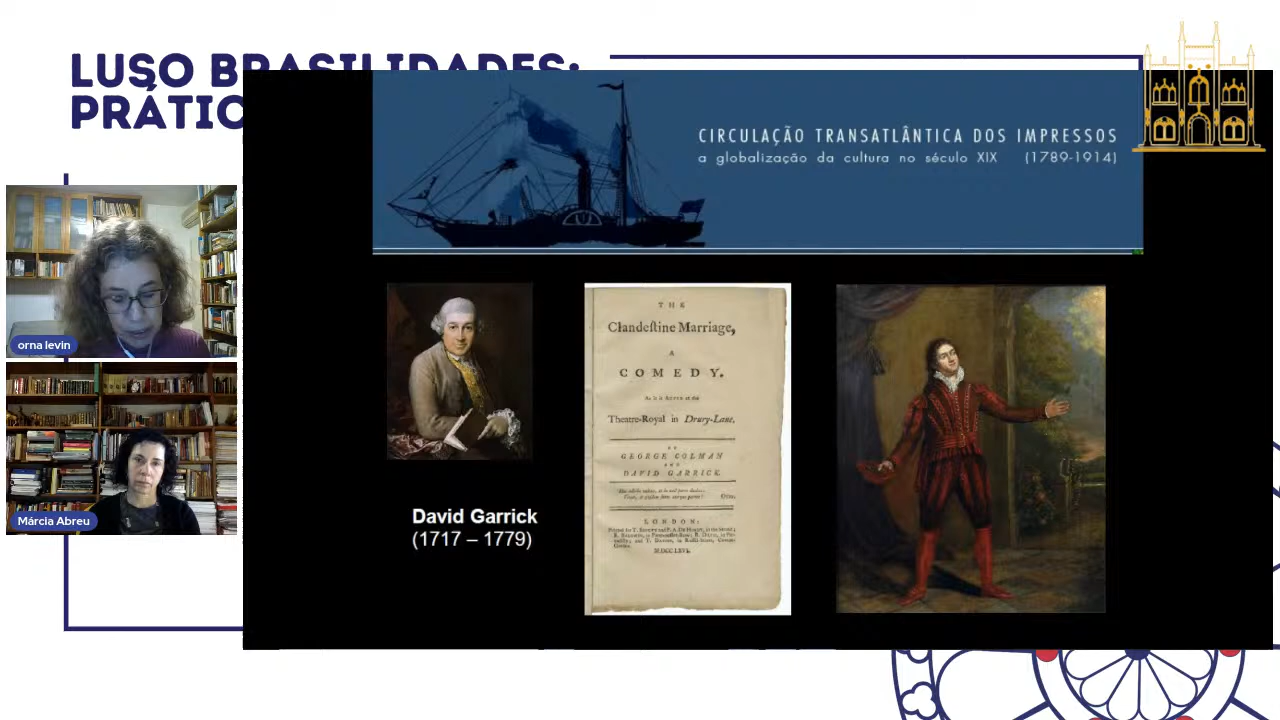 LUSO BRASILIDADES:
PRÁTIC
CIRCULAÇÃO TRANSATLÂNTICA DOS IMPRESSOS
a globalização da cultura no século XIX (1789-1914)
orna levin
Márcia Abreu
David Garrick
(1717 – 1779)
THE
Clandeſtine Marriage,
A
COMEDY.
As it is ACTED at the
Theatre-Royal in Drury-Lane.
BY
GEORGE COLMAN
AND
DAVID GARRICK.
LONDON:
M.DCC.LXVI.